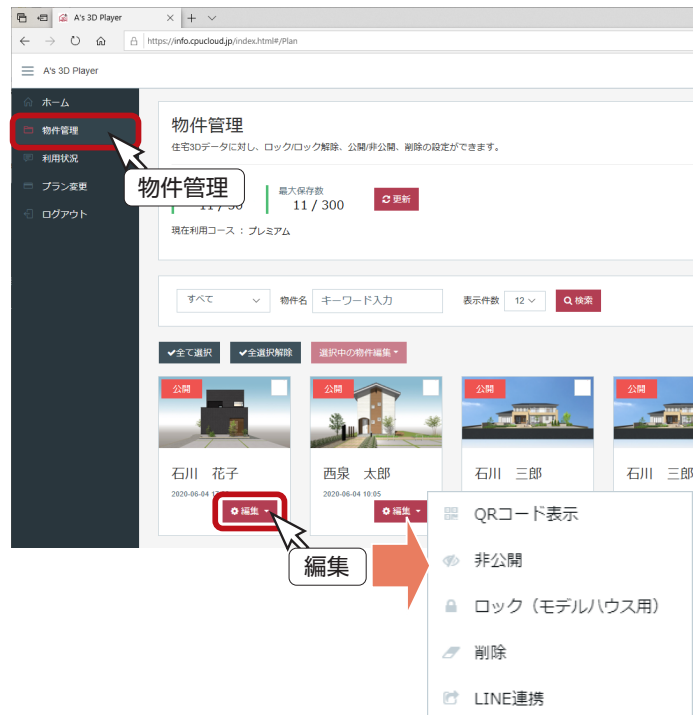 A's 3D Player
https://info.cpucloud.jp/index.html#/Plan
A's 3D Player
ホーム
物件管理
利用状況
プラン変更
ログアウト
物件管理
物件管理
住宅3Dデータに対し、ロック/ロック解除、公開/非公開、削除の設定ができます。
最大保存数
11 / 300
更新
現在利用コース ： プレミアム
すべて
物件名
キーワード入力
表示件数
12
検索
全て選択
全選択解除
選択中の物件編集
公開
公開
公開
公開
石川 花子
西泉 太郎
石川 三郎
石川 三郎
2020-06-04
2020-06-04 10:05
編集
編集
編集
QRコード表示
非公開
ロック（モデルハウス用）
削除
LINE連携